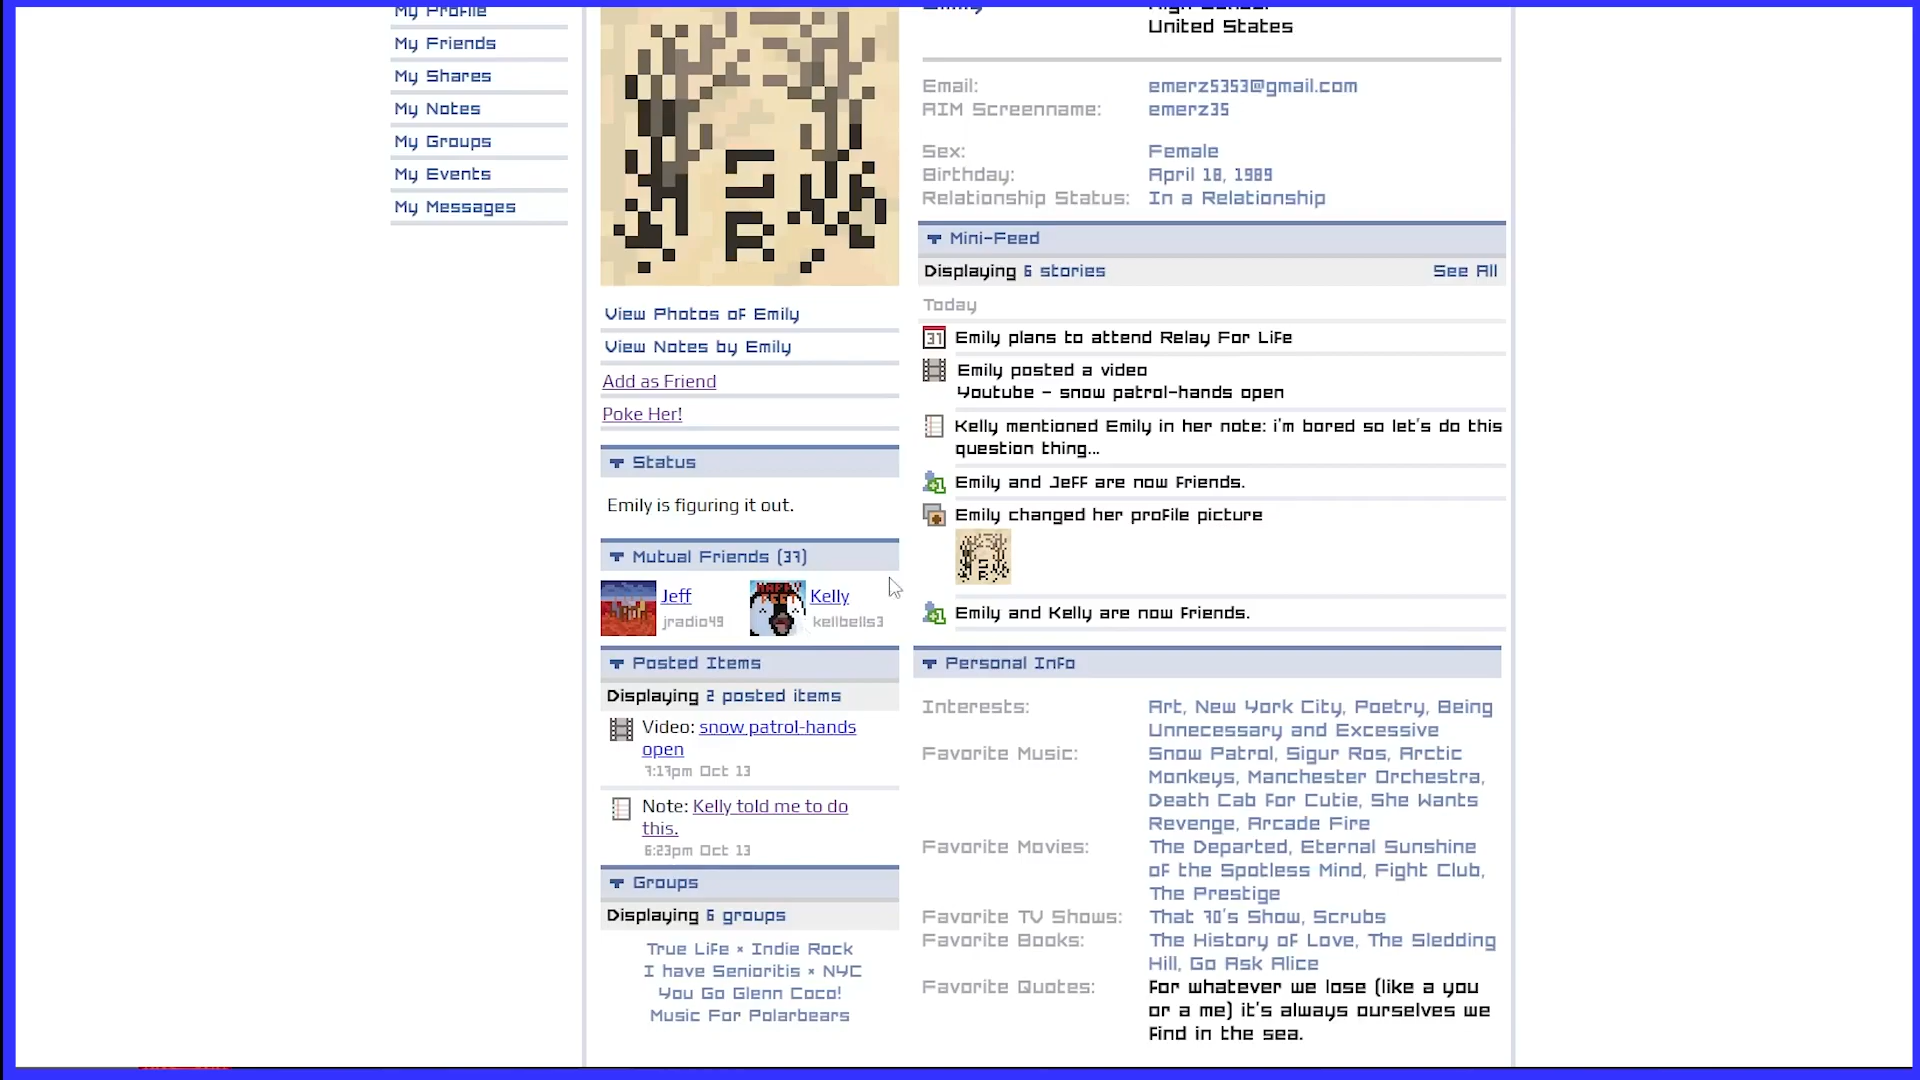 My Profile
My Friends
My Shares
My Notes
My Groups
My Events
My Messages
View Photos of Emily
View Notes by Emily
Add as Friend
Poke Her!
Status
Emily is figuring it out.
Mutual Friends (37)
Jeff
jradio49
Kelly
kellbells3
Posted Items
Displaying 2 posted items
Video: snow patrol-hands
open
7:17pm Oct 13
Note: Kelly told me to do
this.
6:23pm Oct 13
Groups
Displaying 6 groups
True Life × Indie Rock
I have Senioritis × NYC
You Go Glenn Coco!
Music For Polarbears
United States
Email: emerz5353@gmail.com
AIM Screenname: emerz35
Sex: Female
Birthday: April 18, 1989
Relationship Status: In a Relationship
Mini-Feed
Displaying 6 stories See All
Today
31 Emily plans to attend Relay For Life
Emily posted a video
Youtube - snow patrol-hands open
Kelly mentioned Emily in her note: i'm bored so let's do this
question thing...
Emily and Jeff are now friends.
Emily changed her profile picture
Emily and Kelly are now friends.
Personal Info
Interests: Art, New York City, Poetry, Being
Unnecessary and Excessive
Favorite Music: Snow Patrol, Sigur Ros, Arctic
Monkeys, Manchester Orchestra,
Death Cab for Cutie, She Wants
Revenge, Arcade Fire
Favorite Movies: The Departed, Eternal Sunshine
of the Spotless Mind, Fight Club,
The Prestige
Favorite TV Shows: That 70's Show, Scrubs
Favorite Books: The History of Love, The Sledding
Hill, Go Ask Alice
Favorite Quotes: for whatever we lose (like a you
or a me) it's always ourselves we
find in the sea.